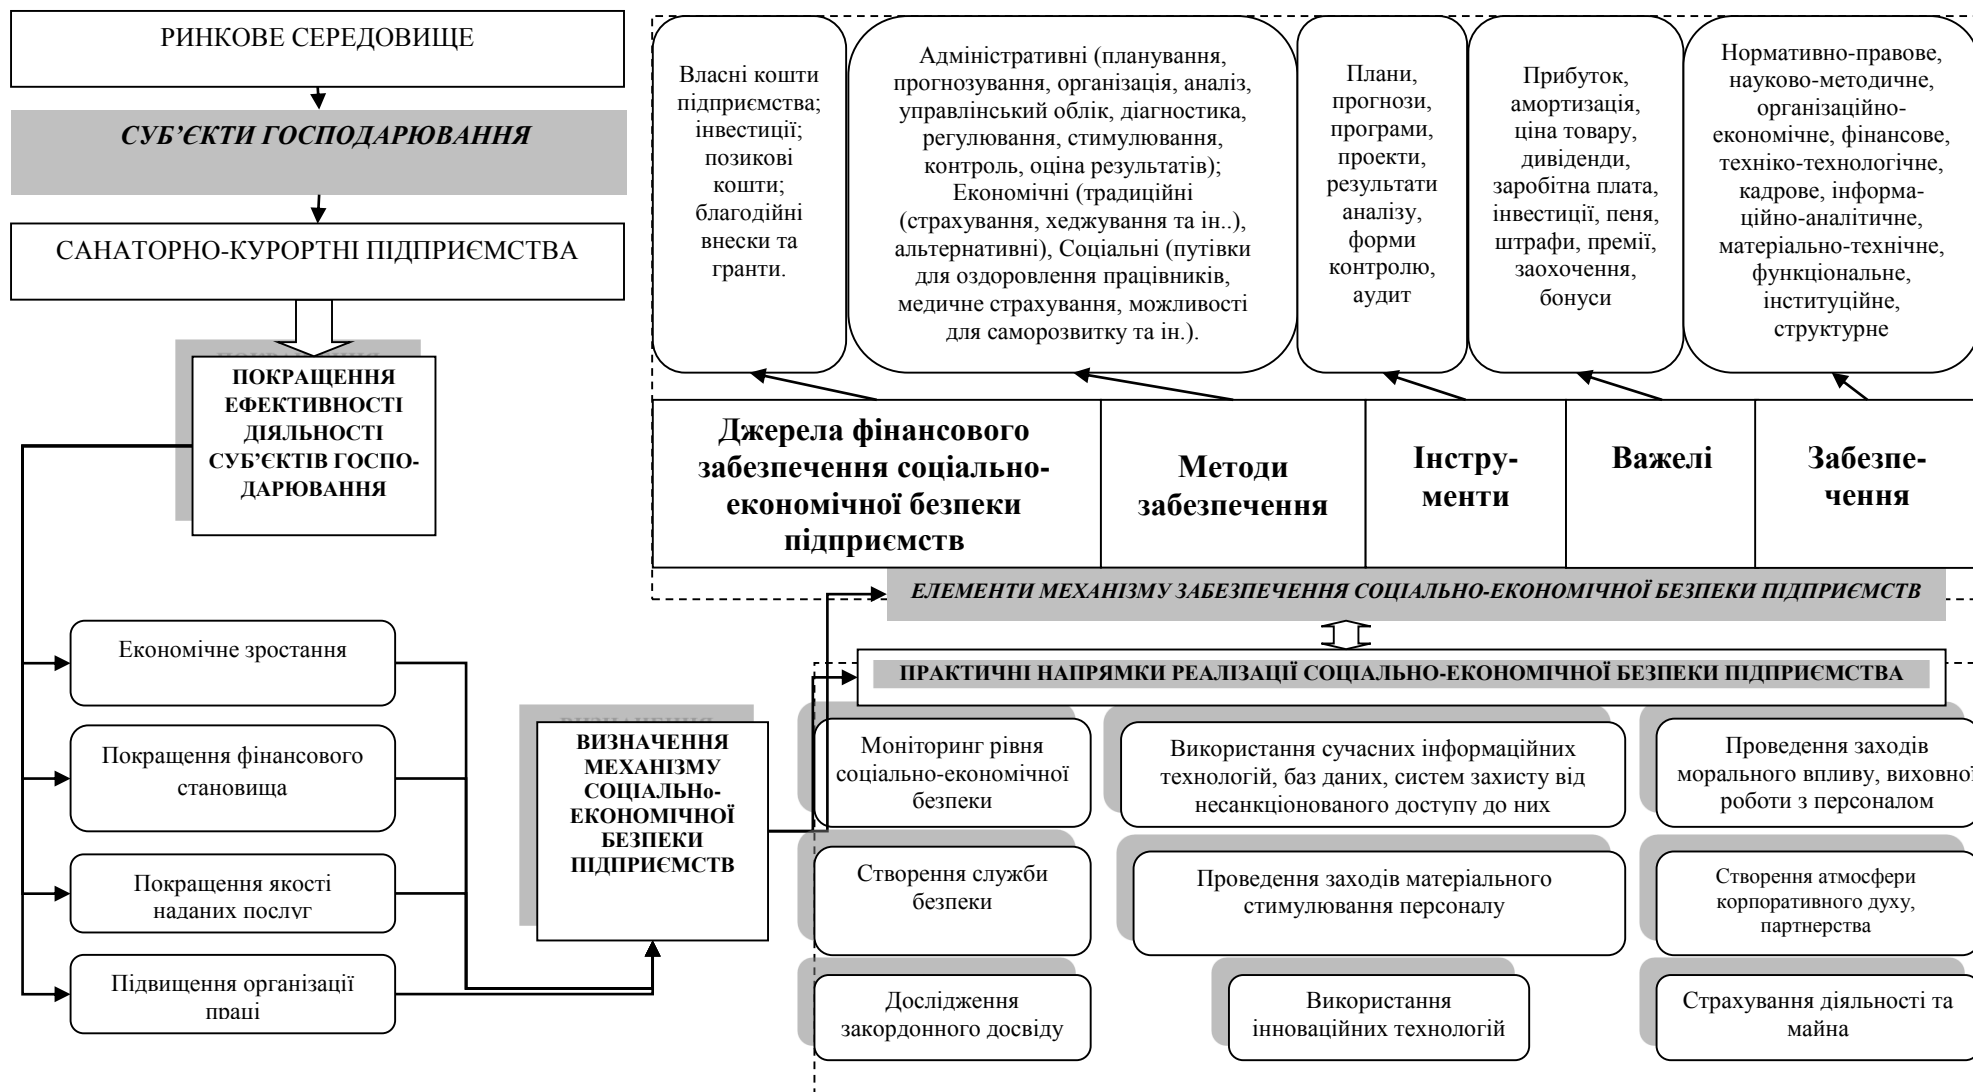 РИНКОВЕ СЕРЕДОВИЩЕ
СУБ’ЄКТИ ГОСПОДАРЮВАННЯ
САНАТОРНО-КУРОРТНІ ПІДПРИЄМСТВА
ПОКРАЩЕННЯ
ЕФЕКТИВНОСТІ
ДІЯЛЬНОСТІ
СУБ’ЄКТІВ ГОСПО-
ДАРЮВАННЯ
Власні кошти
підприємства;
інвестиції;
позикові
кошти;
благодійні
внески та
гранти.
Адміністративні (планування,
прогнозування, організація, аналіз,
управлінський облік, діагностика,
регулювання, стимулювання,
контроль, оціна результатів);
Економічні (традиційні
(страхування, хеджування та ін..),
альтернативні), Соціальні (путівки
для оздоровлення працівників,
медичне страхування, можливості
для саморозвитку та ін.).
Плани,
прогнози,
програми,
проекти,
результати
аналізу,
форми
контролю,
аудит
Прибуток,
амортизація,
ціна товару,
дивіденди,
заробітна плата,
інвестиції, пеня,
штрафи, премії,
заохочення,
бонуси
Нормативно-правове,
науково-методичне,
організаційно-
економічне, фінансове,
техніко-технологічне,
кадрове, інформа-
ційно-аналітичне,
матеріально-технічне,
функціональне,
інституційне,
структурне
Джерела фінансового
забезпечення соціально-
економічної безпеки
підприємств
Методи
забезпечення
Інстру-
менти
Важелі
Забезпе-
чення
ЕЛЕМЕНТИ МЕХАНІЗМУ ЗАБЕЗПЕЧЕННЯ СОЦІАЛЬНО-ЕКОНОМІЧНОЇ БЕЗПЕКИ ПІДПРИЄМСТВ
ПРАКТИЧНІ НАПРЯМКИ РЕАЛІЗАЦІЇ СОЦІАЛЬНО-ЕКОНОМІЧНОЇ БЕЗПЕКИ ПІДПРИЄМСТВА
Економічне зростання
Покращення фінансового
становища
Покращення якості
наданих послуг
Підвищення організації
праці
ВИЗНАЧЕННЯ
МЕХАНІЗМУ
СОЦІАЛЬНо-
ЕКОНОМІЧНОЇ
БЕЗПЕКИ
ПІДПРИЄМСТВ
Моніторинг рівня
соціально-економічної
безпеки
Використання сучасних інформаційних
технологій, баз даних, систем захисту від
несанкціонованого доступу до них
Проведення заходів
морального впливу, виховної
роботи з персоналом
Створення служби
безпеки
Проведення заходів матеріального
стимулювання персоналу
Створення атмосфери
корпоративного духу,
партнерства
Дослідження
закордонного досвіду
Використання
інноваційних технологій
Страхування діяльності та
майна